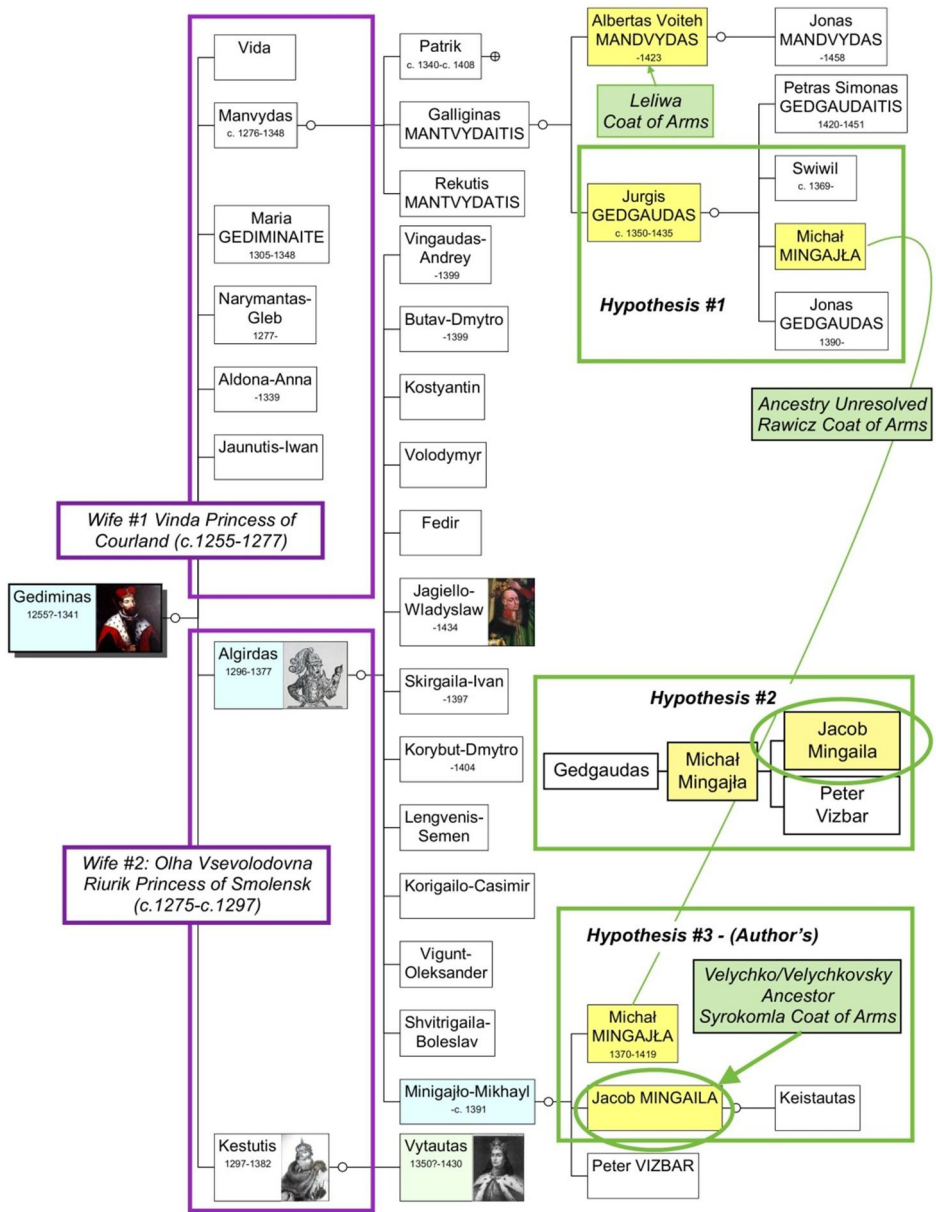 Vida
Manvydas
c. 1276-1348
Maria
GEDIMINAITE
1305-1348
Narymantas-
Gleb
1277-
Aldona-Anna
-1339
Jaunutis-Iwan
Wife #1 Vinda Princess of
Courland (c.1255-1277)
Gediminas
1255?-1341
Algirdas
1296-1377
Wife #2: Olha Vsevolodovna
Riurik Princess of Smolensk
(c.1275-c.1297)
Kestutis
1297-1382
Patrik
c. 1340-c. 1408
Galliginas
MANTVYDAITIS
Rekutis
MANTVYDATIS
Vingaudas-
Andrey
-1399
Butav-Dmytro
-1399
Kostyantin
Volodymyr
Fedir
Jagiello-
Wladyslaw
-1434
Skirgaila-Ivan
-1397
Korybut-Dmytro
-1404
Lengvenis-
Semen
Korigailo-Casimir
Vigunt-
Oleksander
Shvitrigaila-
Boleslav
Minigajło-Mikhayl
-c. 1391
Vytautas
1350?-1430
Albertas Voiteh
MANDVYDAS
-1423
Leliwa
Coat of Arms
Jonas
MANDVYDAS
-1458
Petras Simonas
GEDGAUDAITIS
1420-1451
Jurgis
GEDGAUDAS
c. 1350-1435
Swiwil
c. 1369-
Michał
MINGAJŁA
Jonas
GEDGAUDAS
1390-
Hypothesis #1
Ancestry Unresolved
Rawicz Coat of Arms
Hypothesis #2
Gedgaudas
Michał
Mingajła
Jacob
Mingaila
Peter
Vizbar
Hypothesis #3 - (Author's)
Velychko/Velychkovsky
Ancestor
Syrokomla Coat of Arms
Michał
MINGAJŁA
1370-1419
Jacob MINGAILA
Keistautas
Peter VIZBAR